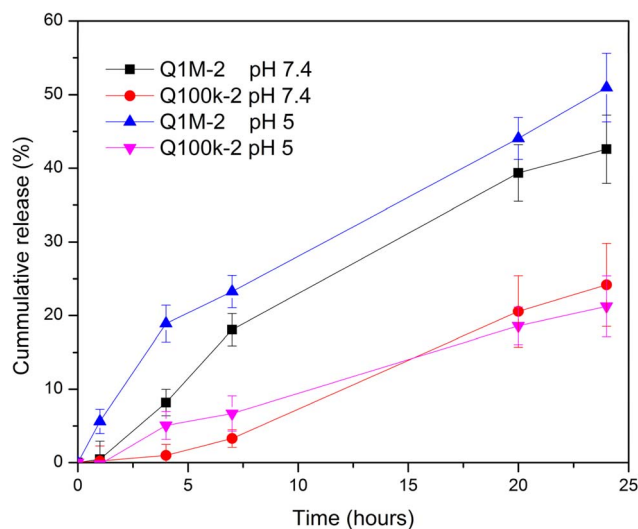 60
50
40
30
20
10
0
Cummulative release (%)
Q1M-2 pH 7.4
Q100k-2 pH 7.4
Q1M-2 pH 5
Q100k-2 pH 5
0 5 10 15 20 25
Time (hours)